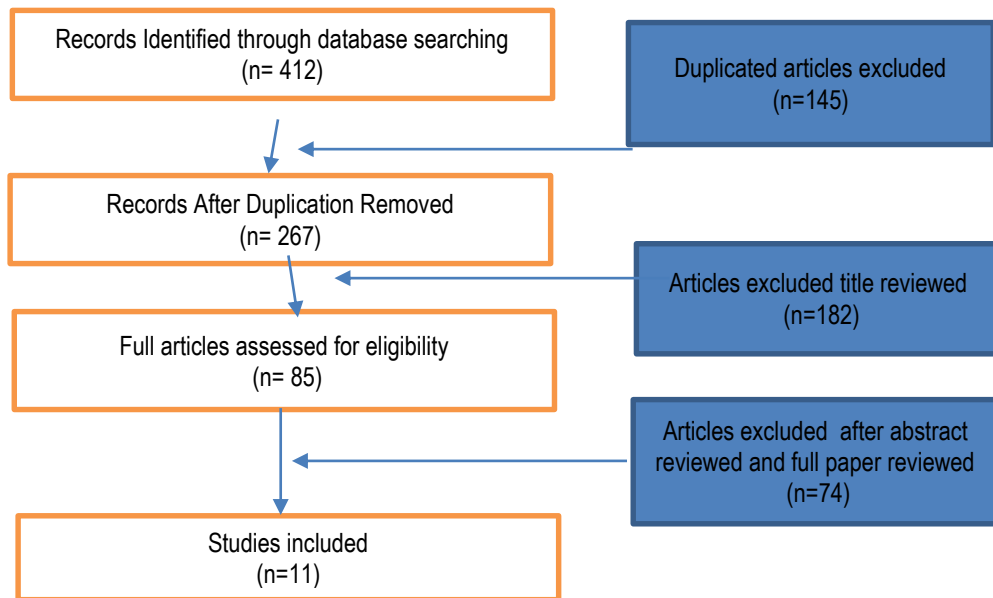 Records Identified through database searching
(n= 412)
Duplicated articles excluded
(n=145)
Records After Duplication Removed
(n= 267)
Articles excluded title reviewed
(n=182)
Full articles assessed for eligibility
(n= 85)
Articles excluded  after abstract
reviewed and full paper reviewed
(n=74)
Studies included
(n=11)